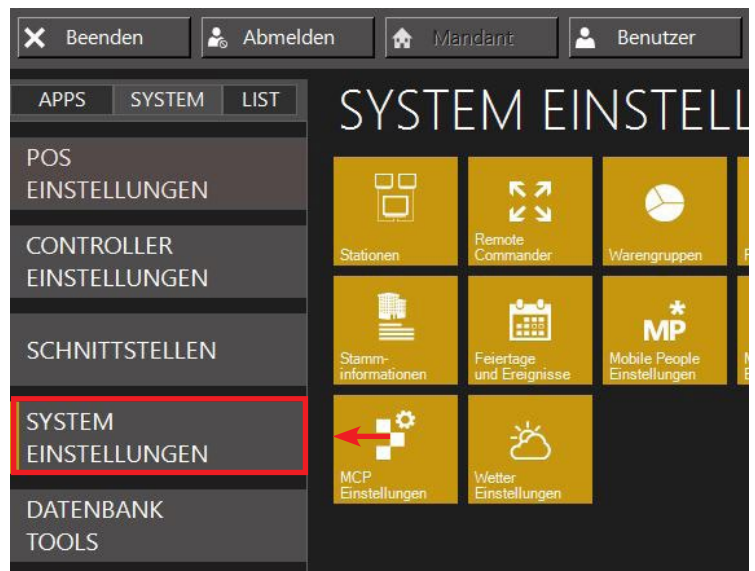 Beenden
Abmelden
Mandant
Benutzer
APPS SYSTEM LIST
SYSTEM EINSTELL
POS
EINSTELLUNGEN
CONTROLLER
EINSTELLUNGEN
SCHNITTSTELLEN
SYSTEM
EINSTELLUNGEN
DATENBANK
TOOLS
Stationen
Remote
Commander
Warengruppen
Stamm-
informationen
Feiertage
und Ereignisse
MP
Mobile People
Einstellungen
MCP
Einstellungen
Wetter
Einstellungen